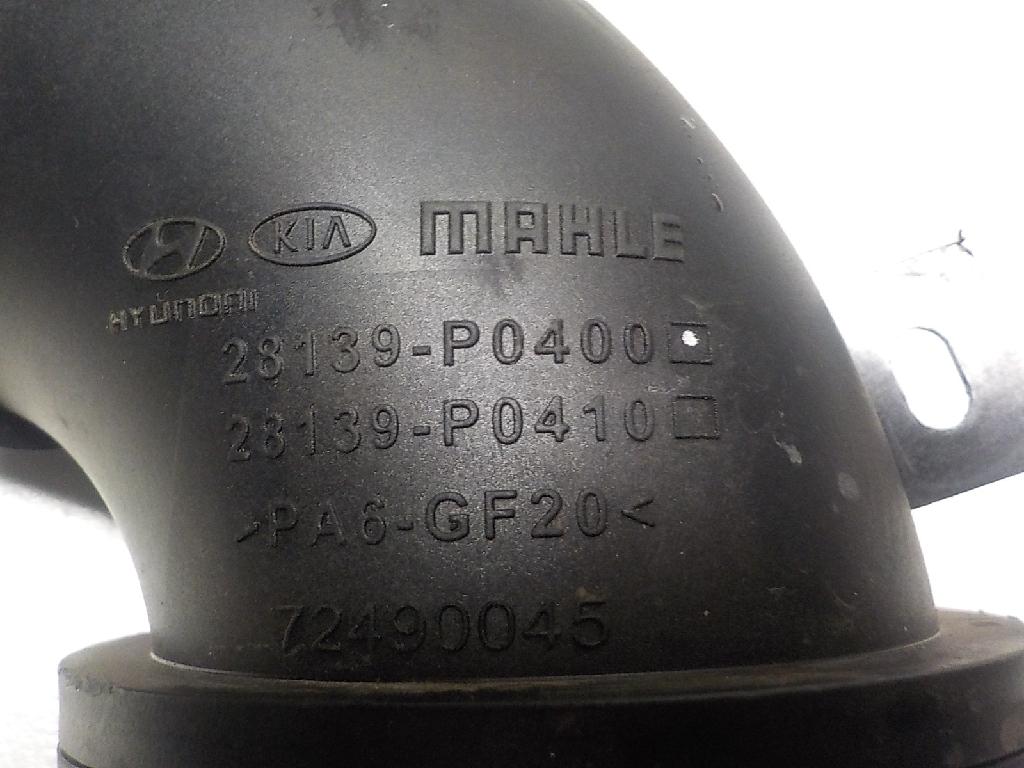 KIA MAHLE
HYUNDAI
28139-P0400
28139-P0410
>PA6-GF20<
72490045